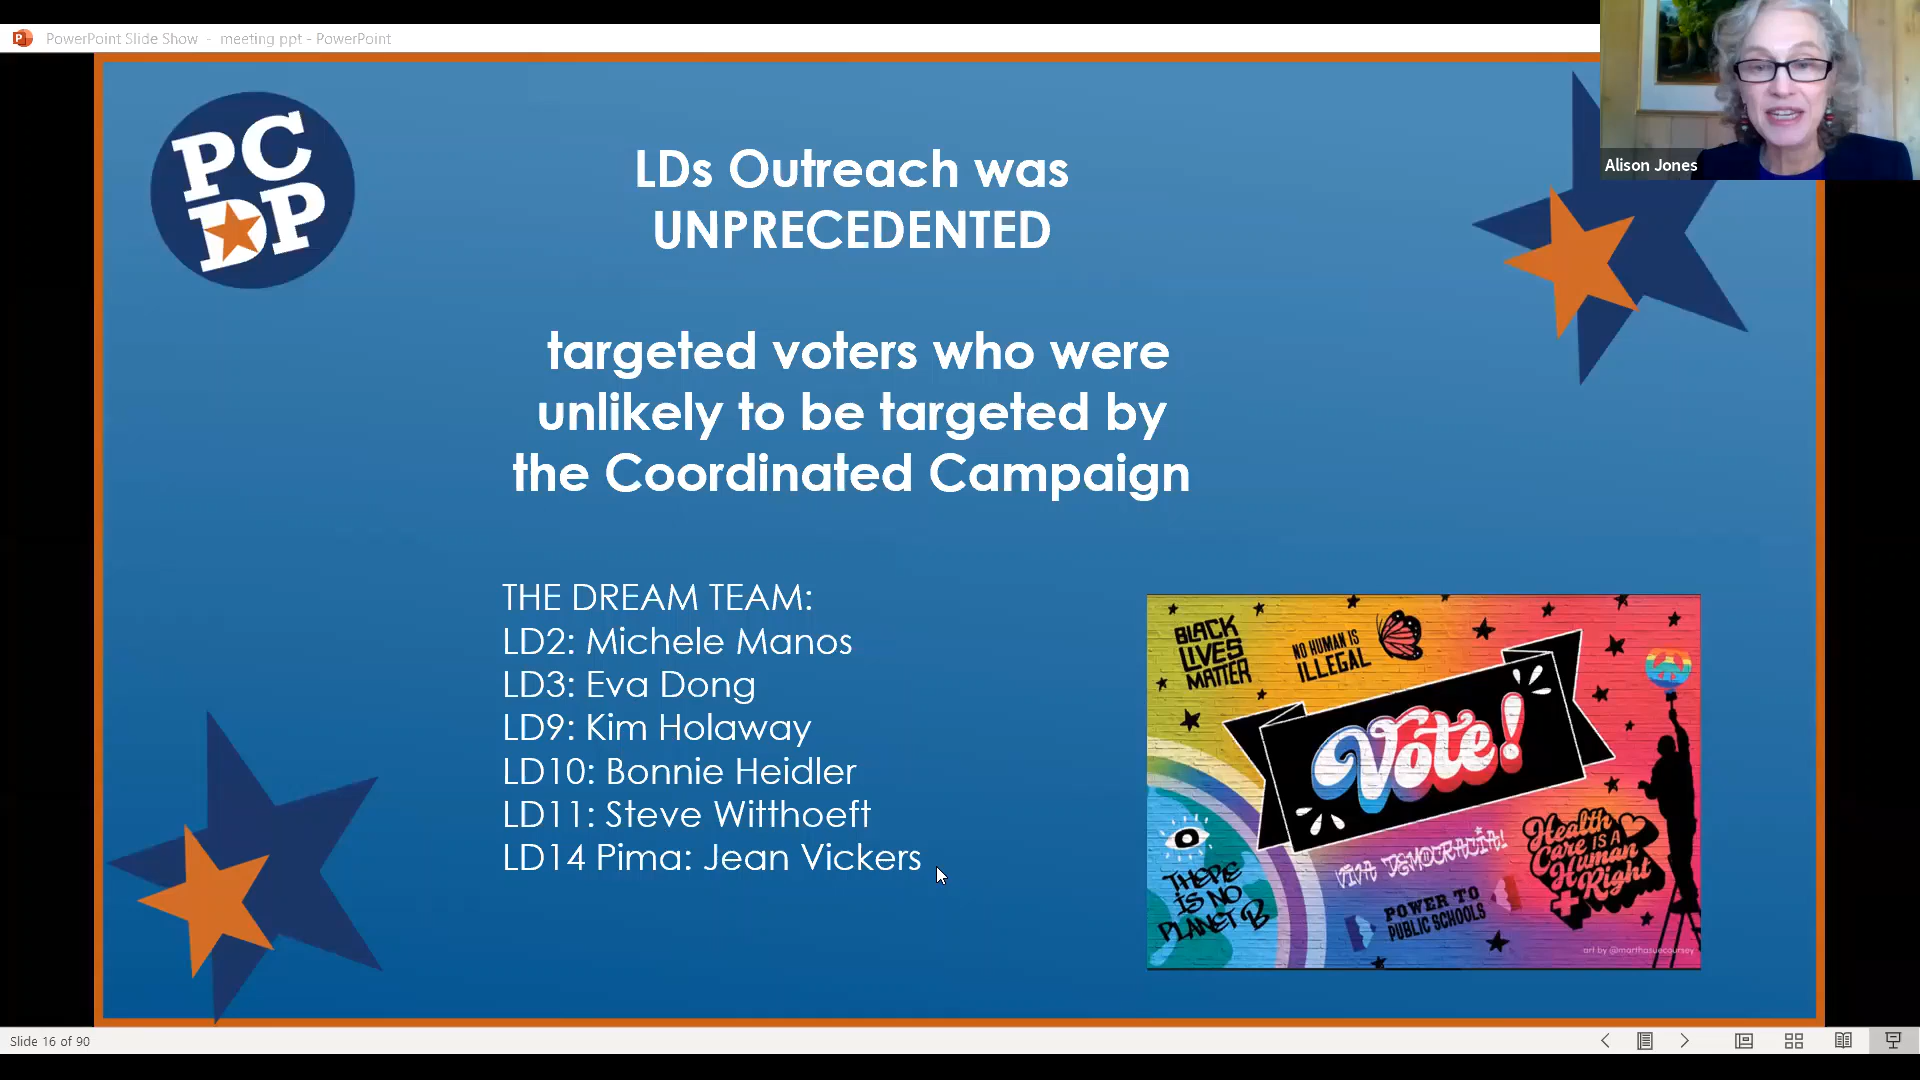 PowerPoint Slide Show - meeting ppt - PowerPoint
Alison Jones
PC
DP
LDs Outreach was
UNPRECEDENTED
targeted voters who were
unlikely to be targeted by
the Coordinated Campaign
THE DREAM TEAM:
LD2: Michele Manos
LD3: Eva Dong
LD9: Kim Holaway
LD10: Bonnie Heidler
LD11: Steve Witthoeft
LD14 Pima: Jean Vickers
BLACK
LIVES
MATTER
NO HUMAN IS
ILLEGAL
Vote!
THERE
IS NO
PLANET B
VIVA DEMOCRACIA!
POWER TO
PUBLIC SCHOOLS
Health
Care IS A
Human
Right
art by @marthasuecoursey
Slide 16 of 90